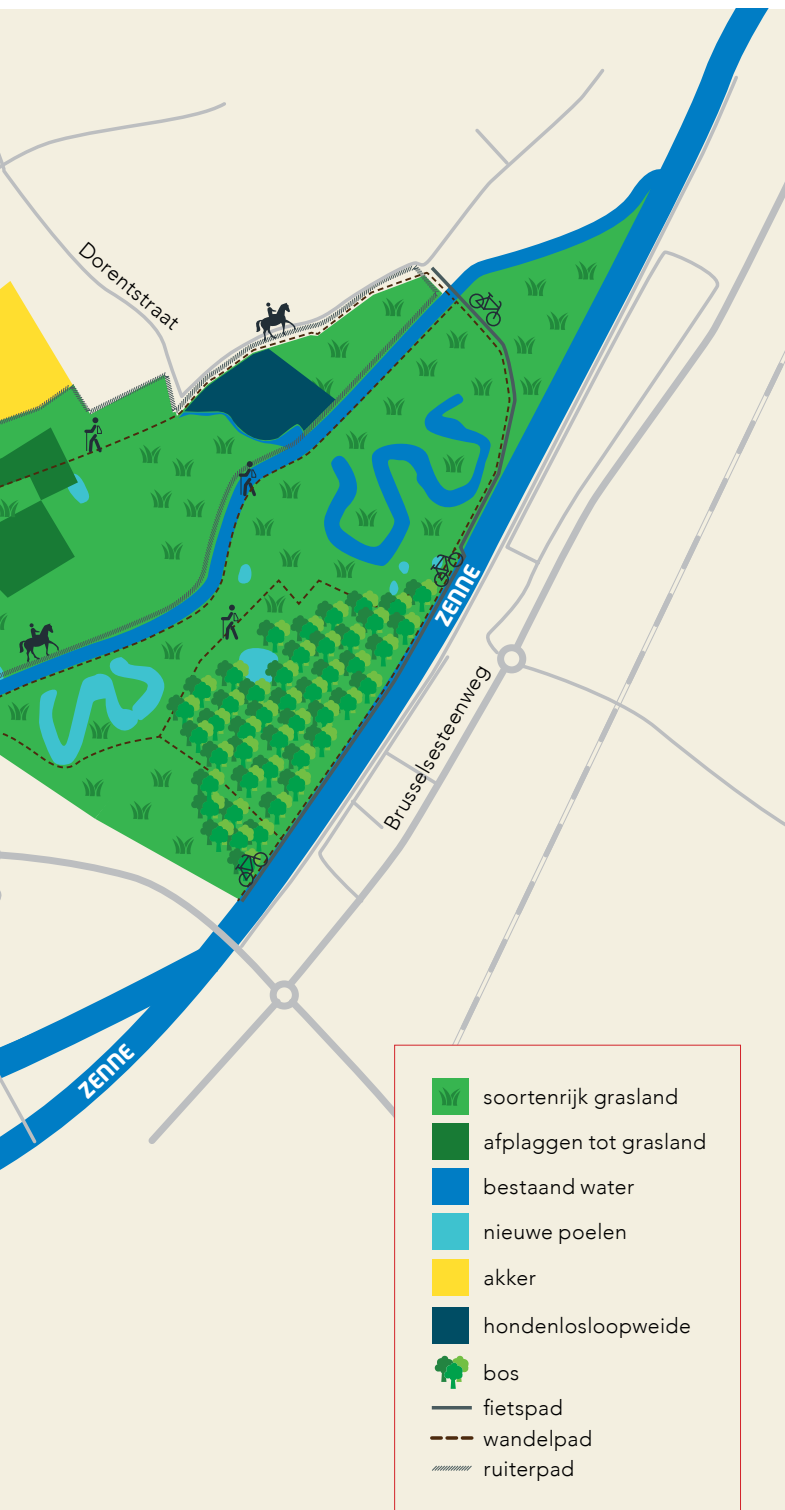 Dorentstraat
ZENNE
Brusselsesteenweg
ZENNE
soortenrijk grasland
afplaggen tot grasland
bestaand water
nieuwe poelen
akker
hondenlosloopweide
bos
fietspad
wandelpad
ruiterpad